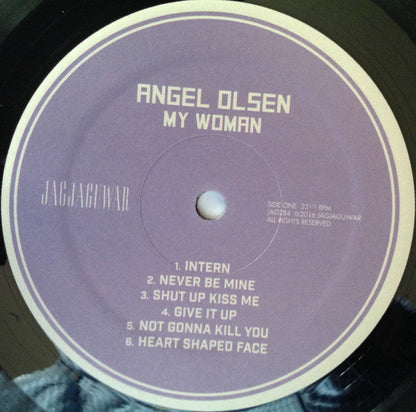 ANGEL OLSEN
MY WOMAN
JAGJAGUWAR
SIDE ONE 33 1/3 RPM
JAG284 ℗©2016 JAGJAGUWAR
ALL RIGHTS RESERVED
1. INTERN
2. NEVER BE MINE
3. SHUT UP KISS ME
4. GIVE IT UP
5. NOT GONNA KILL YOU
6. HEART SHAPED FACE